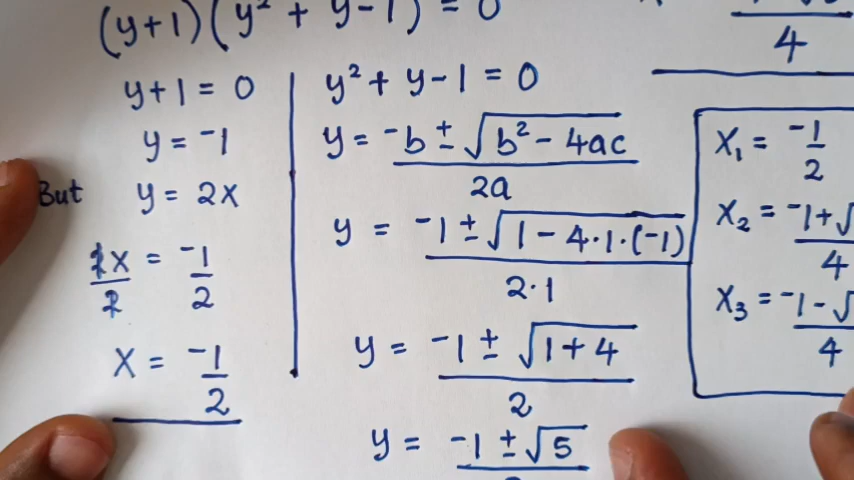 (y+1)(y² + y-1) = 0
y+1 = 0
y = -1
But y = 2x
2x/2 = -1/2
x = -1/2
y² + y-1 = 0
y = (-b ± √(b² - 4ac))/2a
y = (-1 ± √(1 - 4·1·(-1)))/2·1
y = (-1 ± √(1+4))/2
y = -1 ± √5
4
x₁ = -1/2
x₂ = (-1+√)/4
x₃ = (-1-√)/4